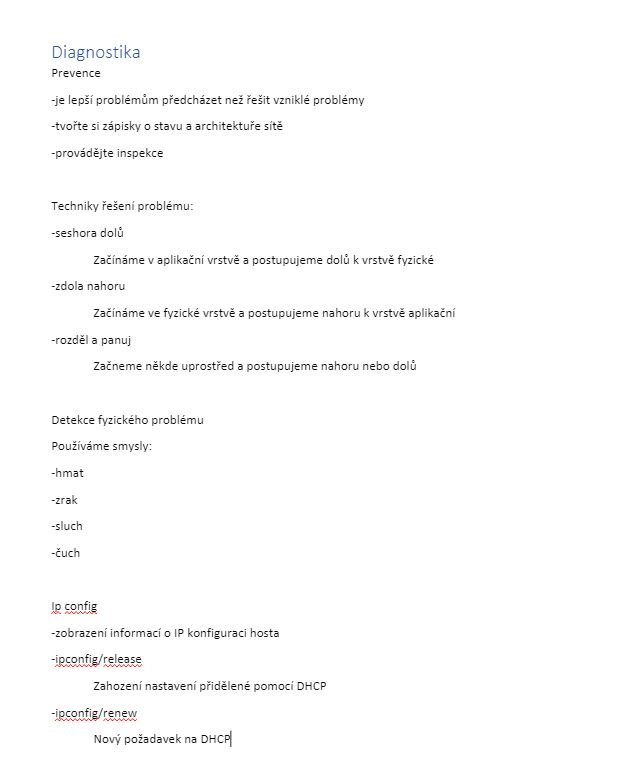 Diagnostika
Prevence
-je lepší problémům předcházet než řešit vzniklé problémy
-tvořte si zápisky o stavu a architektuře sítě
-provádějte inspekce
Techniky řešení problému:
-seshora dolů
Začínáme v aplikační vrstvě a postupujeme dolů k vrstvě fyzické
-zdola nahoru
Začínáme ve fyzické vrstvě a postupujeme nahoru k vrstvě aplikační
-rozděl a panuj
Začneme někde uprostřed a postupujeme nahoru nebo dolů
Detekce fyzického problému
Používáme smysly:
-hmat
-zrak
-sluch
-čuch
Ip config
-zobrazení informací o IP konfiguraci hosta
-ipconfig/release
Zahození nastavení přidělené pomocí DHCP
-ipconfig/renew
Nový požadavek na DHCP